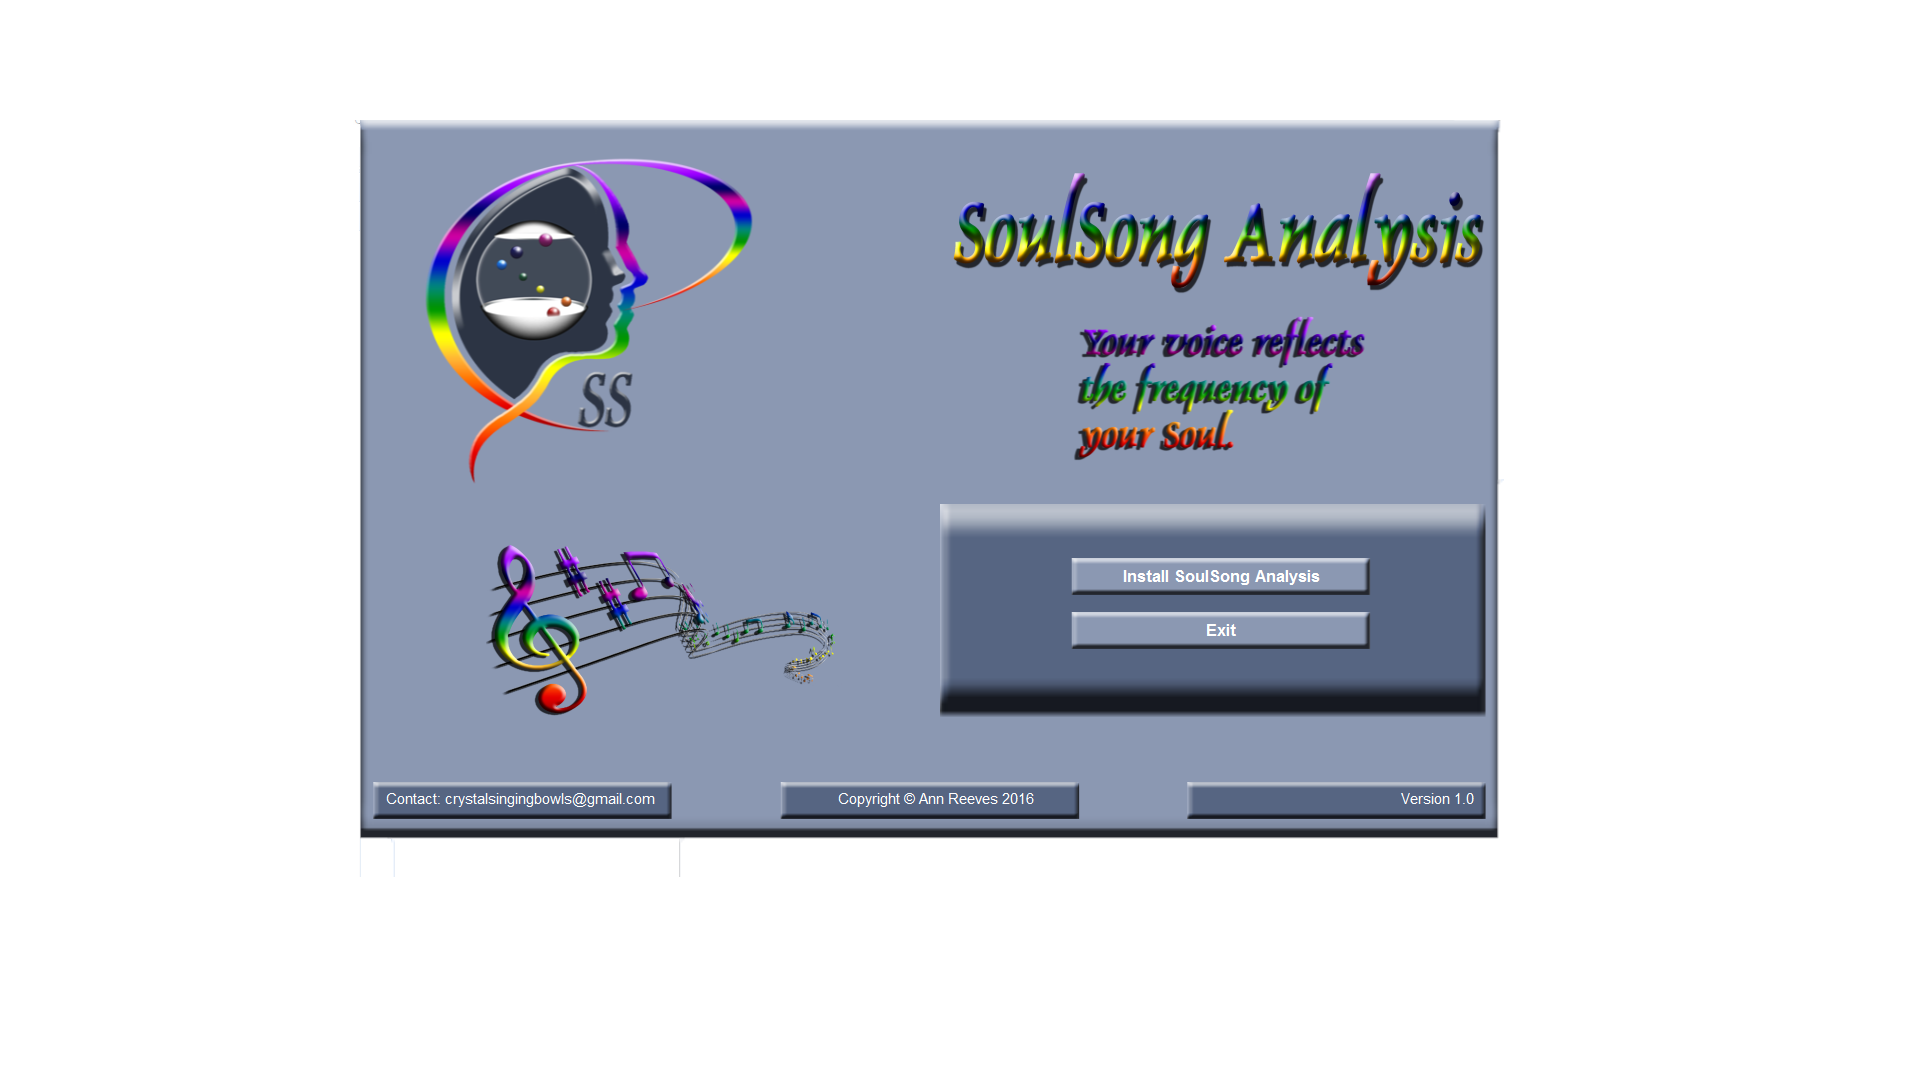 SoulSong Analysis
Your voice reflects
the frequency of
your Soul.
SS
Install SoulSong Analysis
Exit
Contact: crystalsingingbowls@gmail.com
Copyright © Ann Reeves 2016
Version 1.0